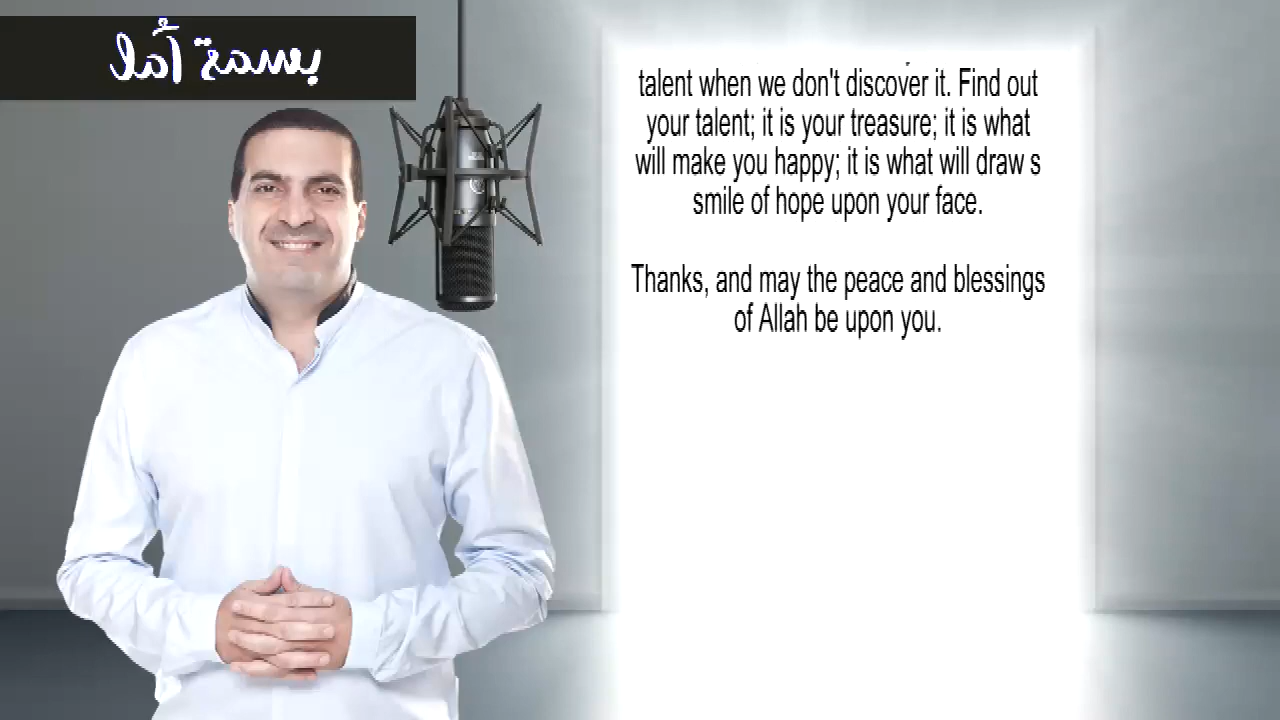 بسمة أمل
talent when we don't discover it. Find out
your talent; it is your treasure; it is what
will make you happy; it is what will draw s
smile of hope upon your face.
Thanks, and may the peace and blessings
of Allah be upon you.